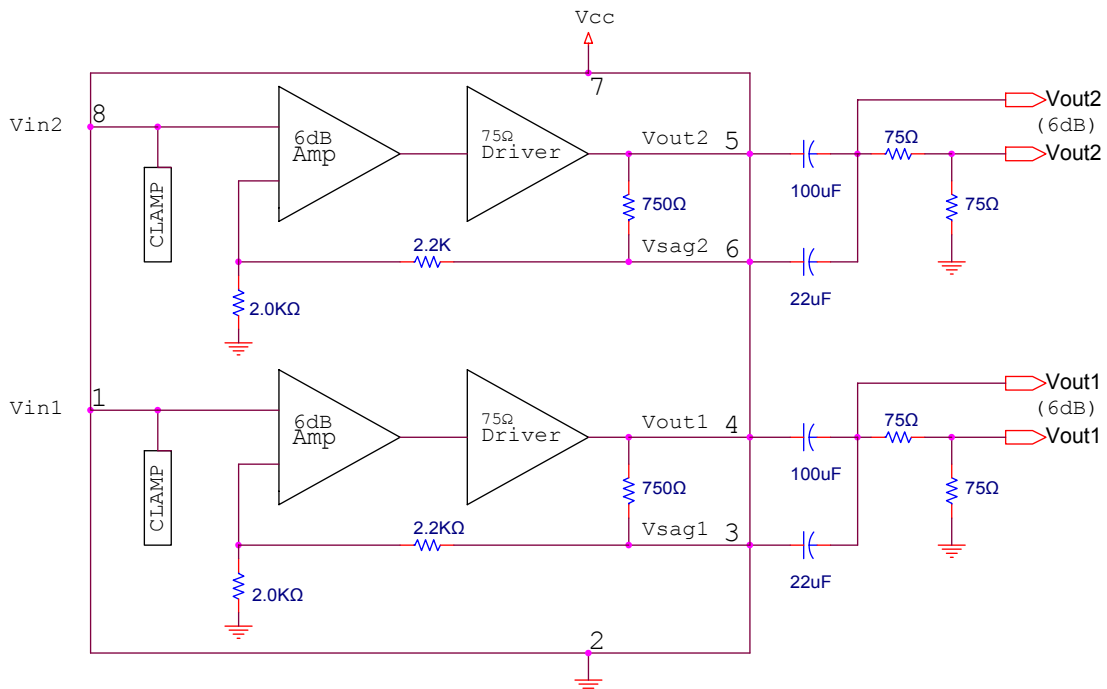 Vcc
7
8
Vin2
CLAMP
6dB
Amp
75Ω
Driver
Vout2
5
750Ω
2.2K
Vsag2
6
2.0KΩ
100uF
22uF
75Ω
75Ω
Vout2
(6dB)
Vout2
1
Vin1
CLAMP
6dB
Amp
75Ω
Driver
Vout1
4
750Ω
2.2KΩ
Vsag1
3
2.0KΩ
100uF
22uF
75Ω
75Ω
Vout1
(6dB)
Vout1
2